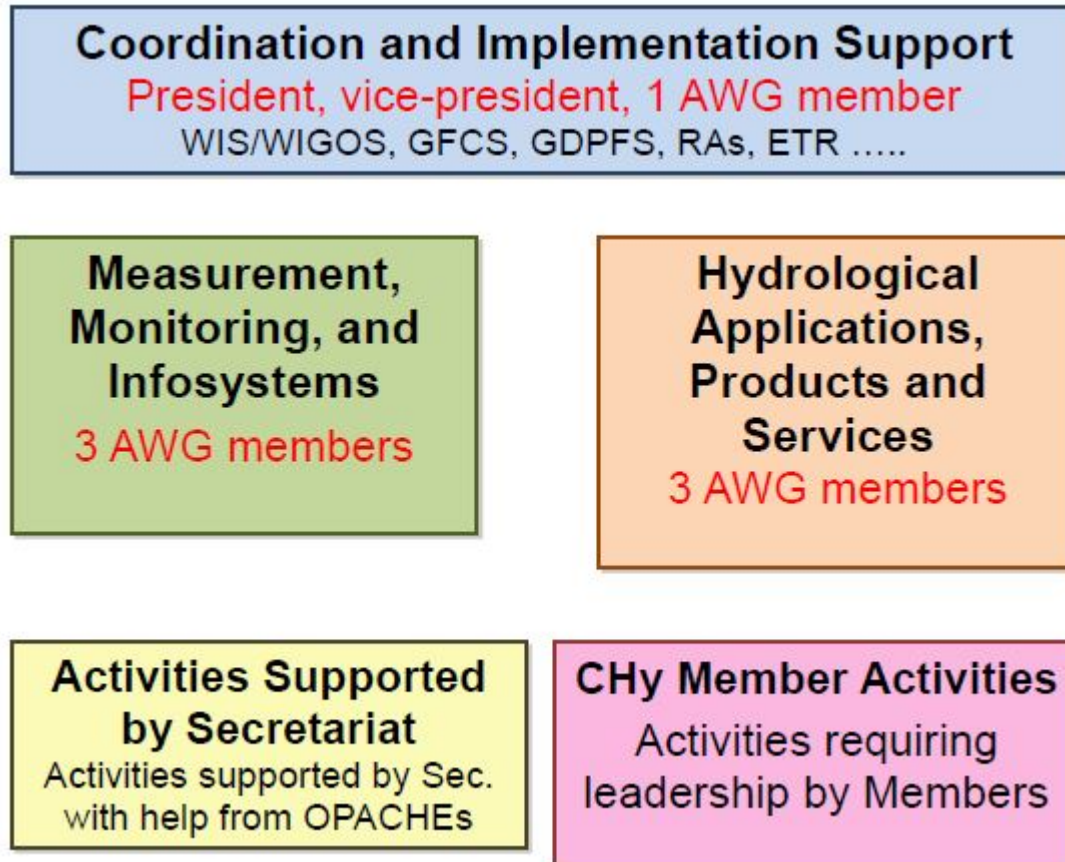 Coordination and Implementation Support
President, vice-president, 1 AWG member
WIS/WIGOS, GFCS, GDPFS, RAs, ETR …..
Measurement,
Monitoring, and
Infosystems
3 AWG members
Hydrological
Applications,
Products and
Services
3 AWG members
Activities Supported
by Secretariat
Activities supported by Sec.
with help from OPACHEs
CHy Member Activities
Activities requiring
leadership by Members